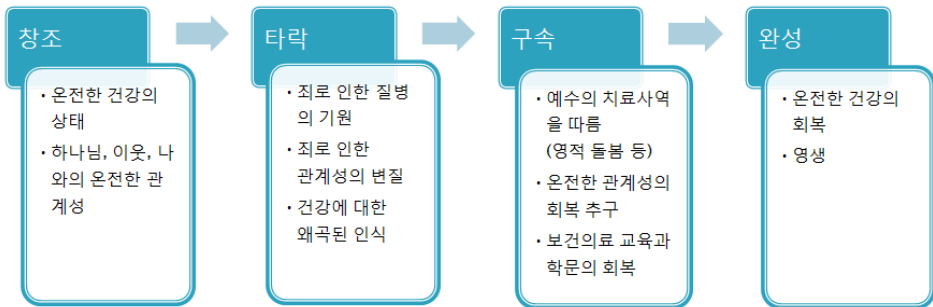 창조
· 온전한 건강의
상태
· 하나님, 이웃, 나
와의 온전한 관
계성
타락
· 죄로 인한 질병
의 기원
· 죄로 인한
관계성의 변질
· 건강에 대한
왜곡된 인식
구속
· 예수의 치료사역
을 따름
(영적 돌봄 등)
· 온전한 관계성의
회복 추구
· 보건의료 교육과
학문의 회복
완성
· 온전한 건강의
회복
· 영생